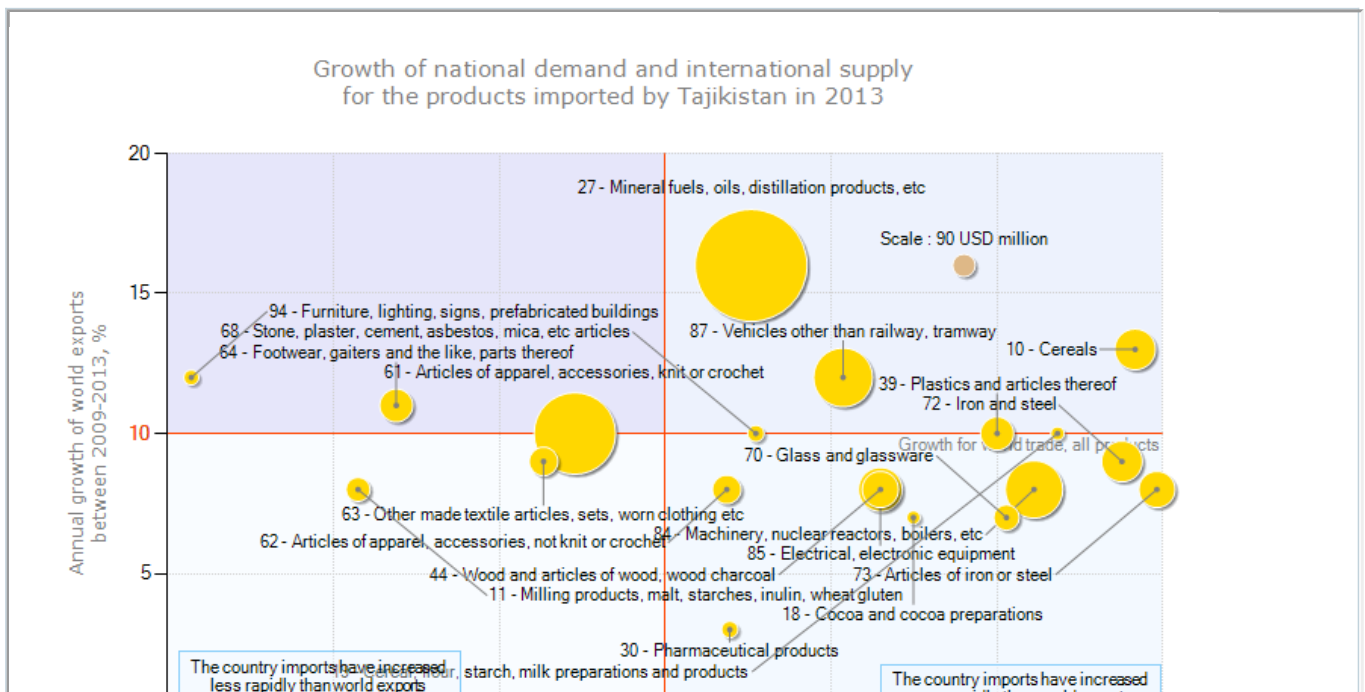 Growth of national demand and international supply
for the products imported by Tajikistan in 2013
20
27 - Mineral fuels, oils, distillation products, etc
Scale : 90 USD million
15
94 - Furniture, lighting, signs, prefabricated buildings
68 - Stone, plaster, cement, asbestos, mica, etc articles
87 - Vehicles other than railway, tramway
64 - Footwear, gaiters and the like, parts thereof
10 - Cereals
61 - Articles of apparel, accessories, knit or crochet
39 - Plastics and articles thereof
72 - Iron and steel
Annual growth of world exports
between 2009-2013, %
10
Growth for world trade, all products
70 - Glass and glassware
63 - Other made textile articles, sets, worn clothing etc
84 - Machinery, nuclear reactors, boilers, etc
62 - Articles of apparel, accessories, not knit or crochet
85 - Electrical, electronic equipment
5
44 - Wood and articles of wood, wood charcoal
73 - Articles of iron or steel
11 - Milling products, malt, starches, inulin, wheat gluten
18 - Cocoa and cocoa preparations
30 - Pharmaceutical products
The country imports have increased
less rapidly than world exports
flour, starch, milk preparations and products
The country imports have increased